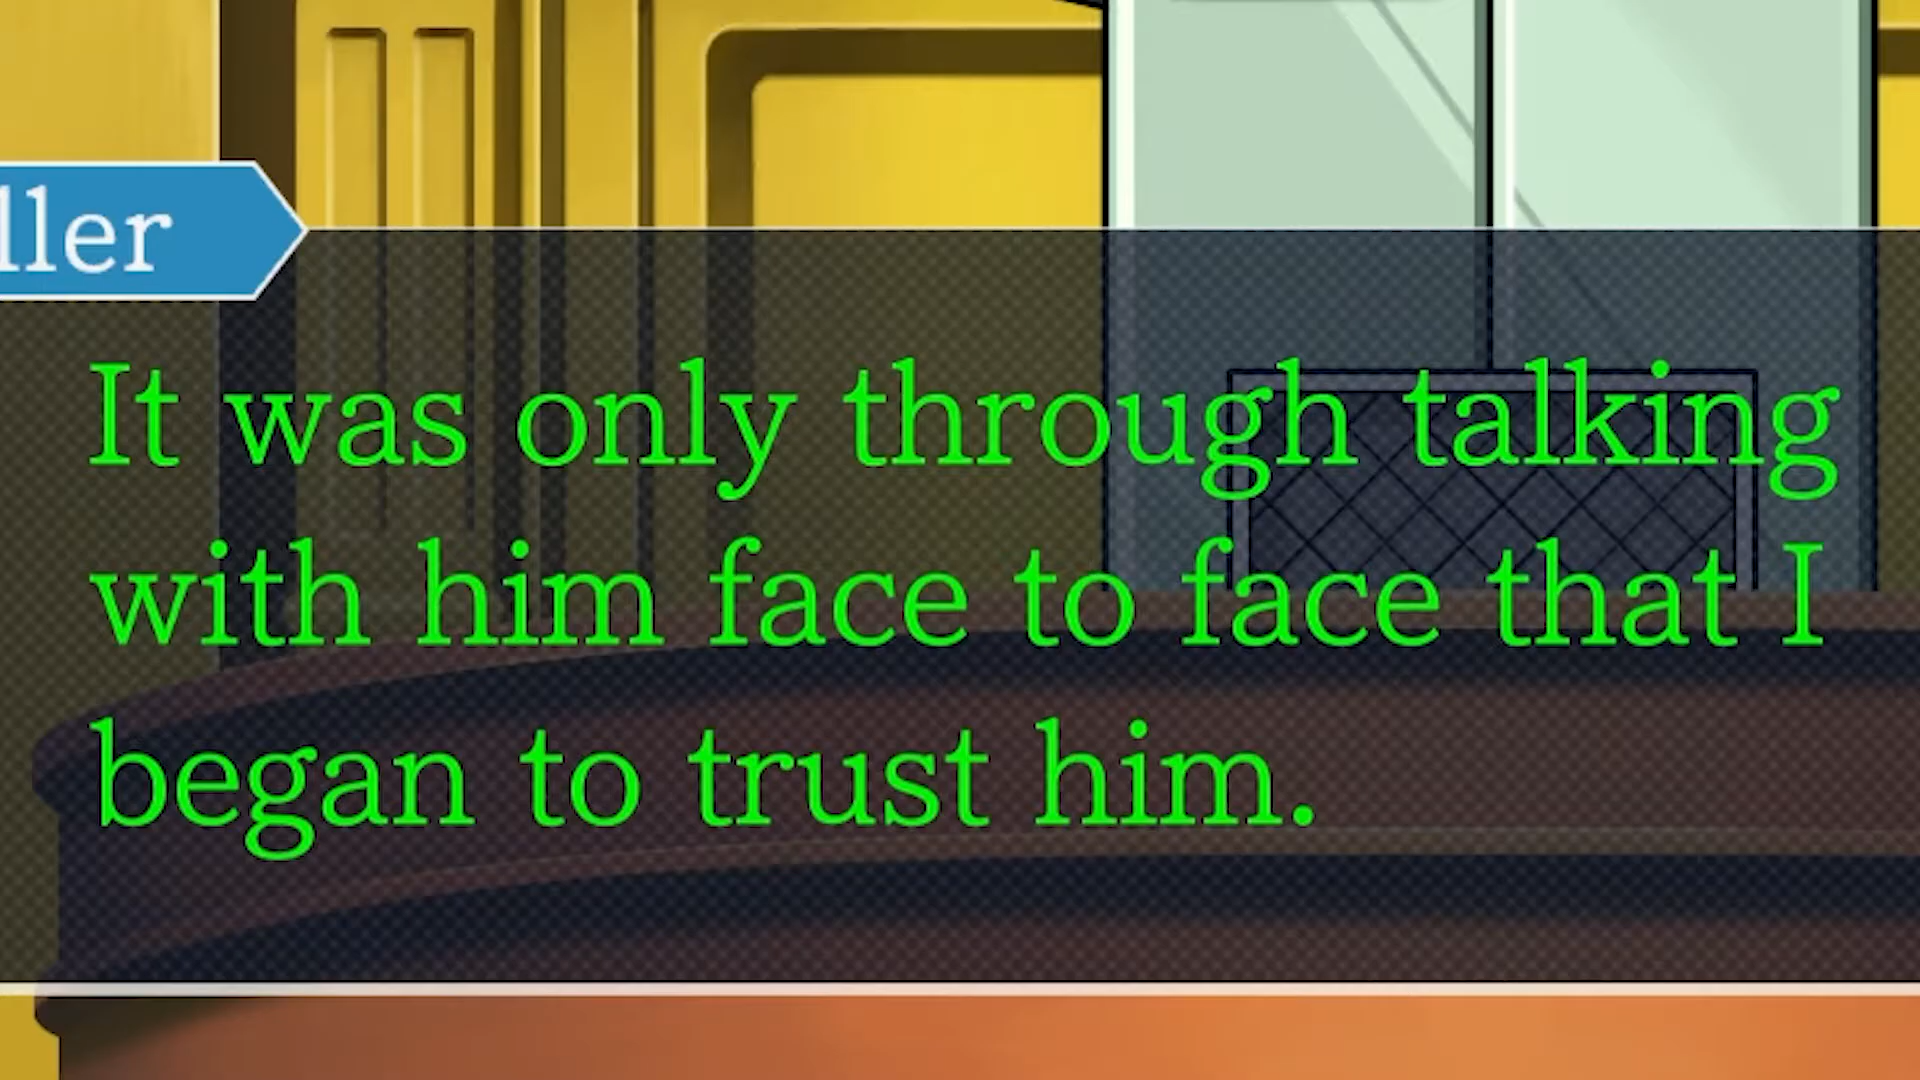 ller
It was only through talking
with him face to face that I
began to trust him.